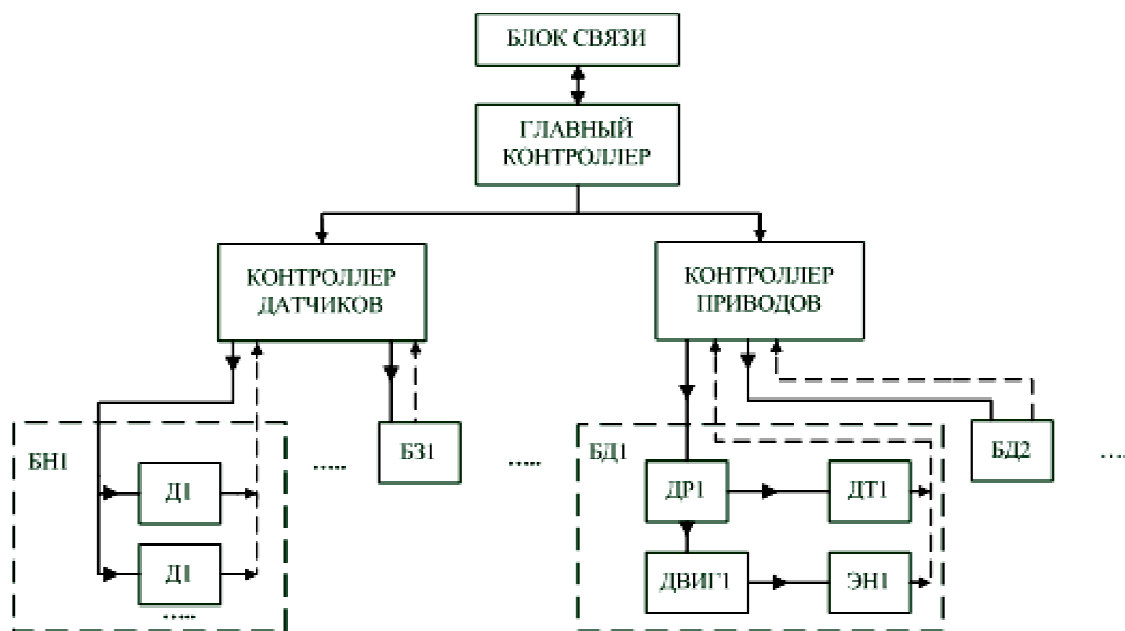 БЛОК СВЯЗИ
ГЛАВНЫЙ
КОНТРОЛЛЕР
КОНТРОЛЛЕР
ДАТЧИКОВ
КОНТРОЛЛЕР
ПРИВОДОВ
БН1
.....
БЗ1
.....
БД1
БД2
....
Д1
ДР1
ДТ1
Д1
ДВИГ1
ЭН1
.....